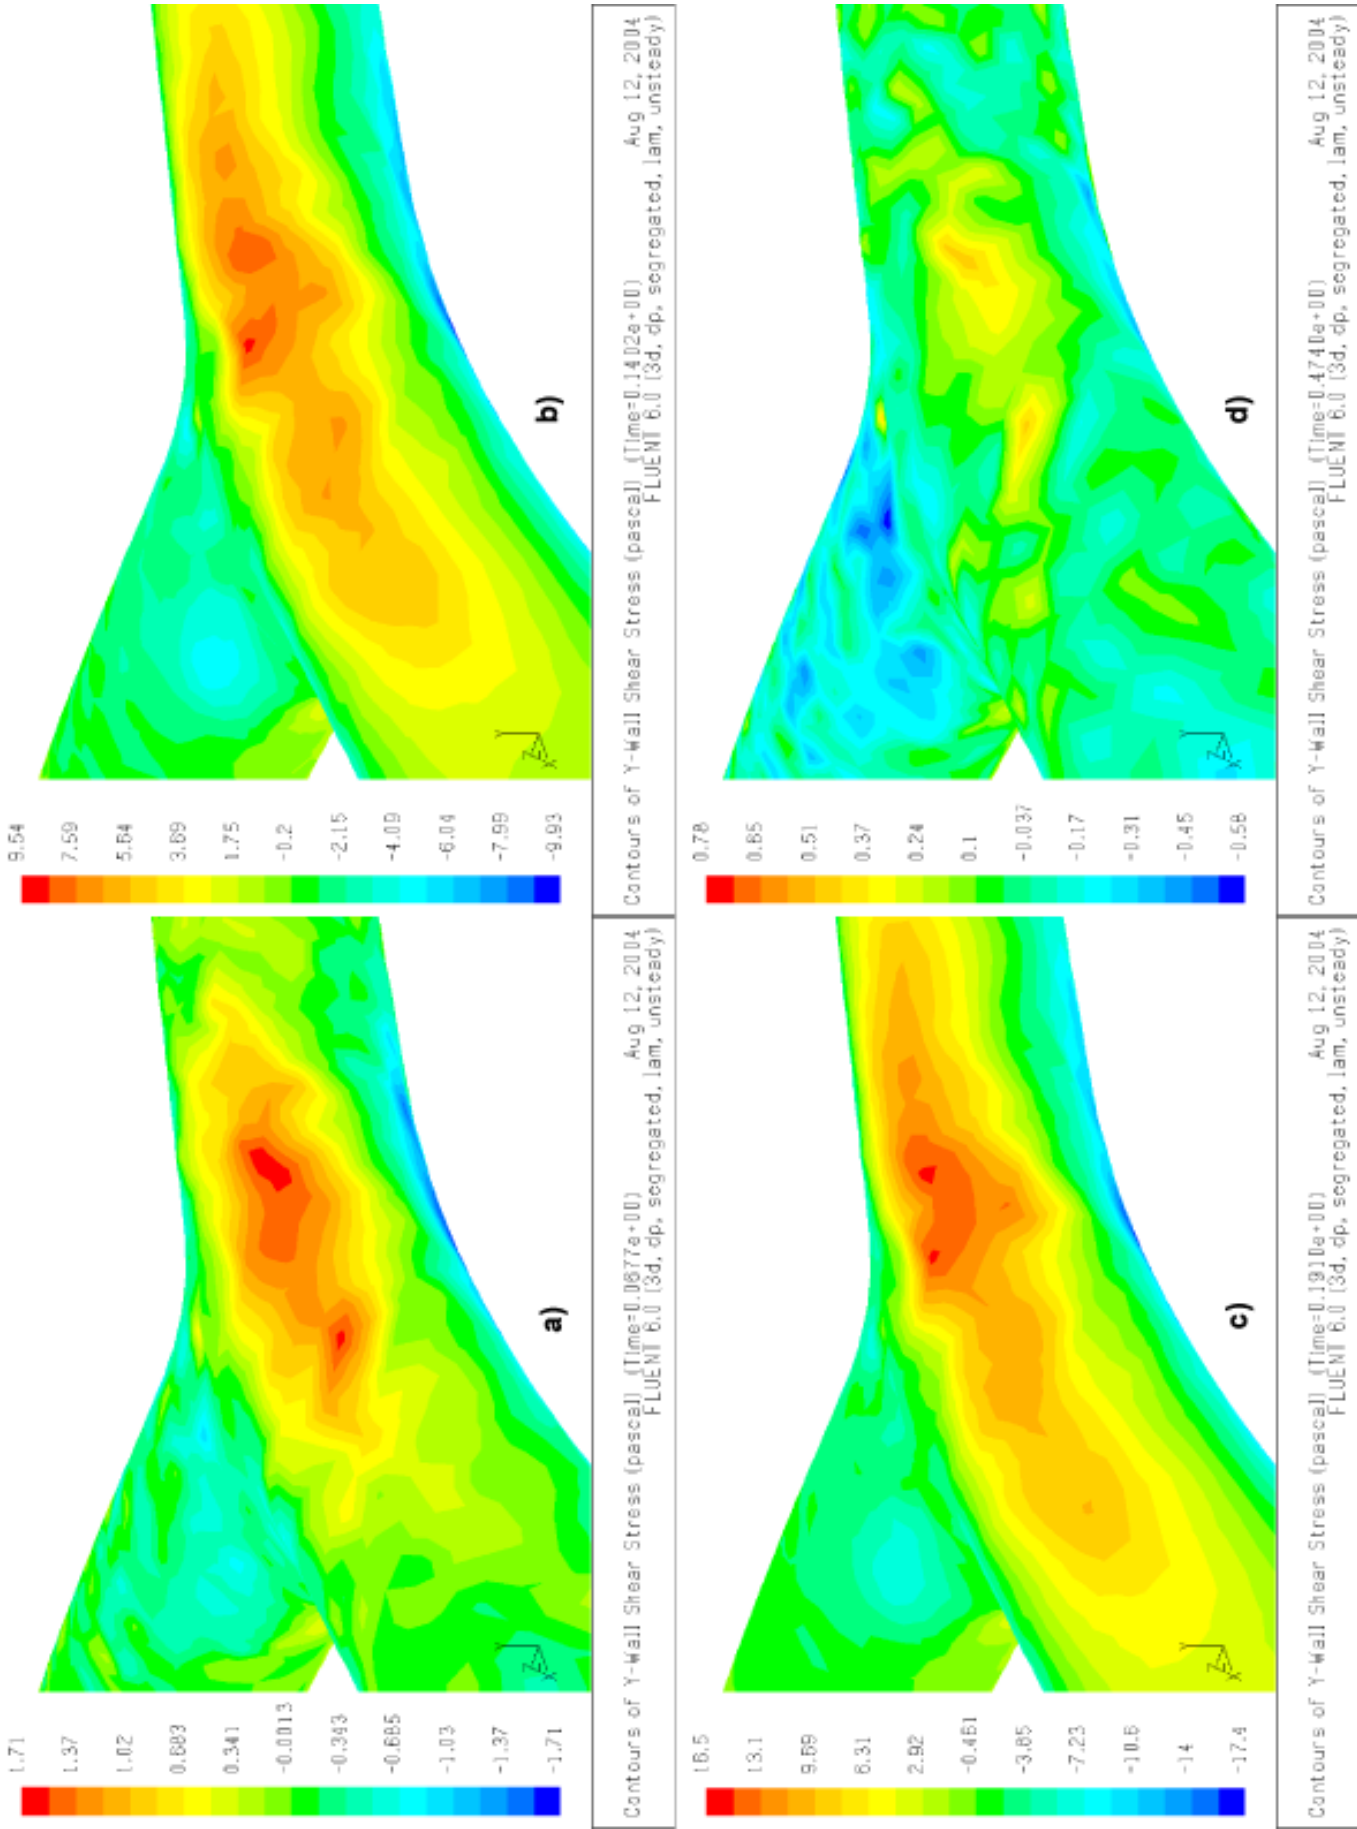 1.71
1.37
1.02
0.683
0.341
-0.0013
-0.343
-0.685
-1.03
-1.37
-1.71
Y
Z
X
a)
Contours of Y-Wall Shear Stress (pascal) (Time=0.0677e+00) Aug 12, 2004
FLUENT 6.0 (3d, dp, segregated, lam, unsteady)
9.54
7.59
5.64
3.69
1.75
-0.2
-2.15
-4.09
-6.04
-7.99
-9.93
Y
Z
X
b)
Contours of Y-Wall Shear Stress (pascal) (Time=0.1402e+00) Aug 12, 2004
FLUENT 6.0 (3d, dp, segregated, lam, unsteady)
16.5
13.1
9.69
6.31
2.92
-0.461
-3.85
-7.23
-10.6
-14
-17.4
Y
Z
X
c)
Contours of Y-Wall Shear Stress (pascal) (Time=0.1910e+00) Aug 12, 2004
FLUENT 6.0 (3d, dp, segregated, lam, unsteady)
0.78
0.65
0.51
0.37
0.24
0.1
-0.037
-0.17
-0.31
-0.45
-0.58
Y
Z
X
d)
Contours of Y-Wall Shear Stress (pascal) (Time=0.4740e+00) Aug 12, 2004
FLUENT 6.0 (3d, dp, segregated, lam, unsteady)